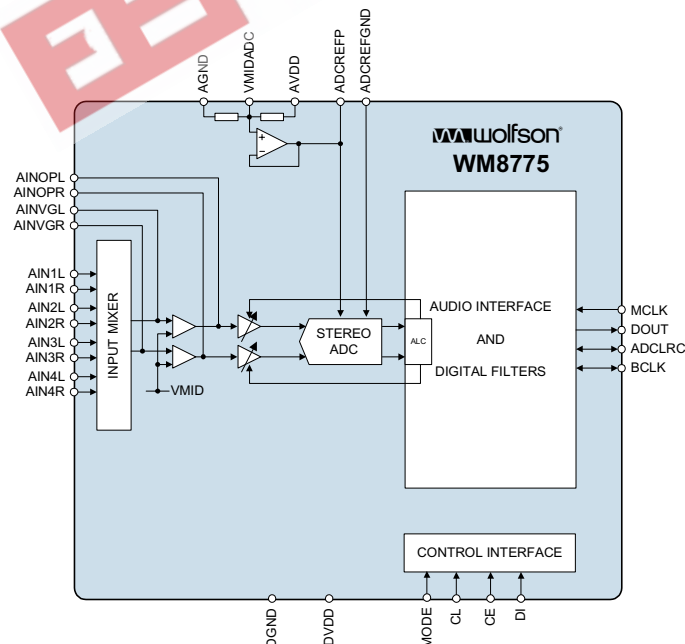 AGND
VMIDADC
AVDD
ADCREFP
ADCREFGND
wolfson
WM8775
AINOPL
AINOPR
AINVGL
AINVGR
AIN1L
AIN1R
AIN2L
AIN2R
AIN3L
AIN3R
AIN4L
AIN4R
INPUT MIXER
+
−
VMID
STEREO
ADC
ALC
AUDIO INTERFACE
AND
DIGITAL FILTERS
MCLK
DOUT
ADCLRC
BCLK
CONTROL INTERFACE
DGND
DVDD
MODE
CL
CE
DI